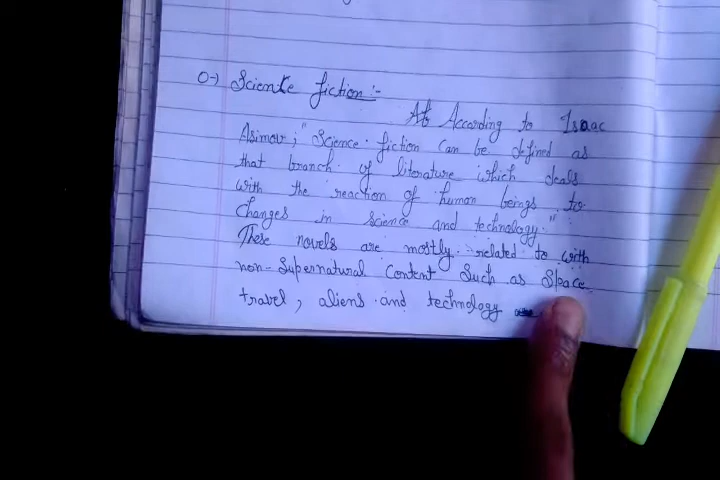 0-) Science fiction :-
According to Isaac
Asimov; "Science fiction can be defined as
that branch of literature which deals
with the reaction of human beings to
changes in science and technology."
These novels are mostly related to with
non-Supernatural Content Such as Space
travel, aliens and technology